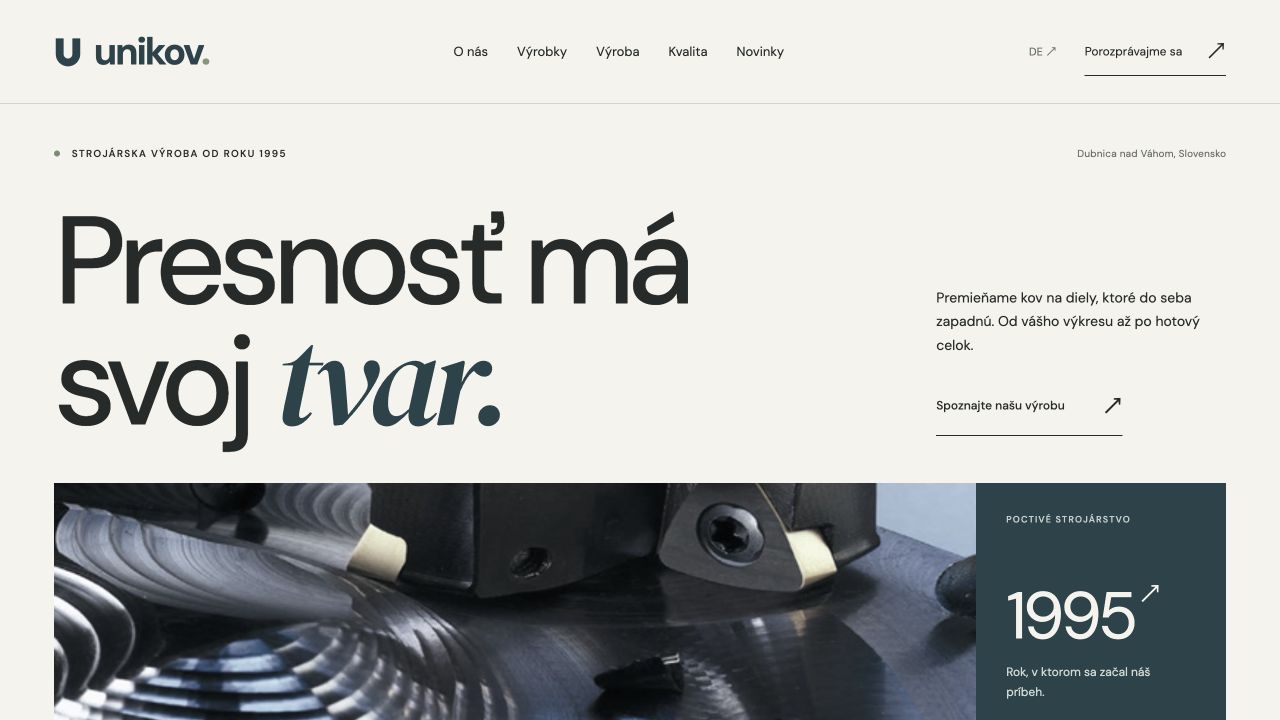 U unikov.
O nás Výrobky Výroba Kvalita Novinky
DE ↗ Porozprávajme sa ↗
STROJÁRSKA VÝROBA OD ROKU 1995
Dubnica nad Váhom, Slovensko
Presnosť má
svoj tvar.
Premieňame kov na diely, ktoré do seba
zapadnú. Od vášho výkresu až po hotový
celok.
Spoznajte našu výrobu ↗
POCTIVÉ STROJÁRSTVO
1995 ↗
Rok, v ktorom sa začal náš
príbeh.